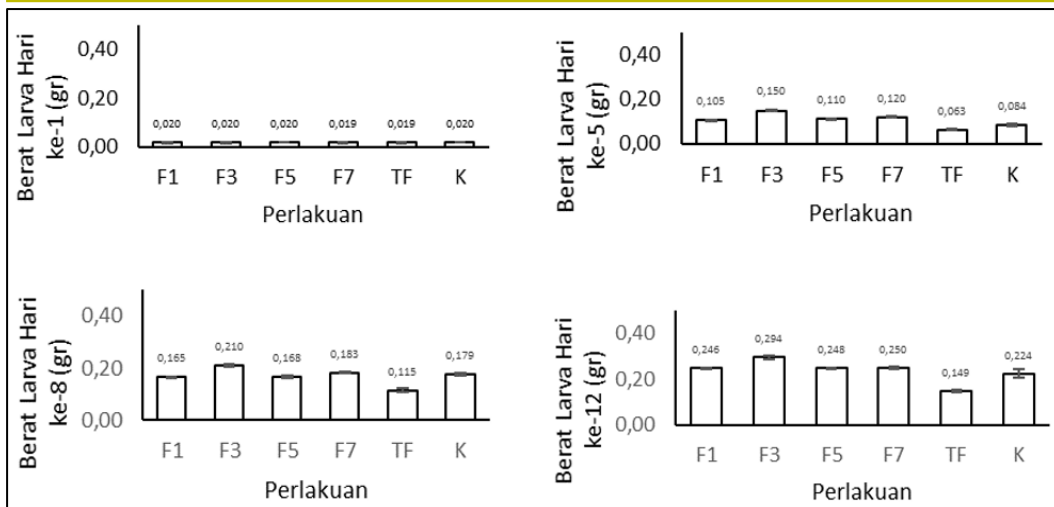 Berat Larva Hari
ke-1 (gr)
0,40
0,20
0,00
0,020 0,020 0,020 0,019 0,019 0,020
F1 F3 F5 F7 TF K
Perlakuan
Berat Larva Hari
ke-5 (gr)
0,40
0,20
0,00
0,105 0,150 0,110 0,120 0,063 0,084
F1 F3 F5 F7 TF K
Perlakuan
Berat Larva Hari
ke-8 (gr)
0,40
0,20
0,00
0,165 0,210 0,168 0,183 0,115 0,179
F1 F3 F5 F7 TF K
Perlakuan
Berat Larva Hari
ke-12 (gr)
0,40
0,20
0,00
0,246 0,294 0,248 0,250 0,149 0,224
F1 F3 F5 F7 TF K
Perlakuan